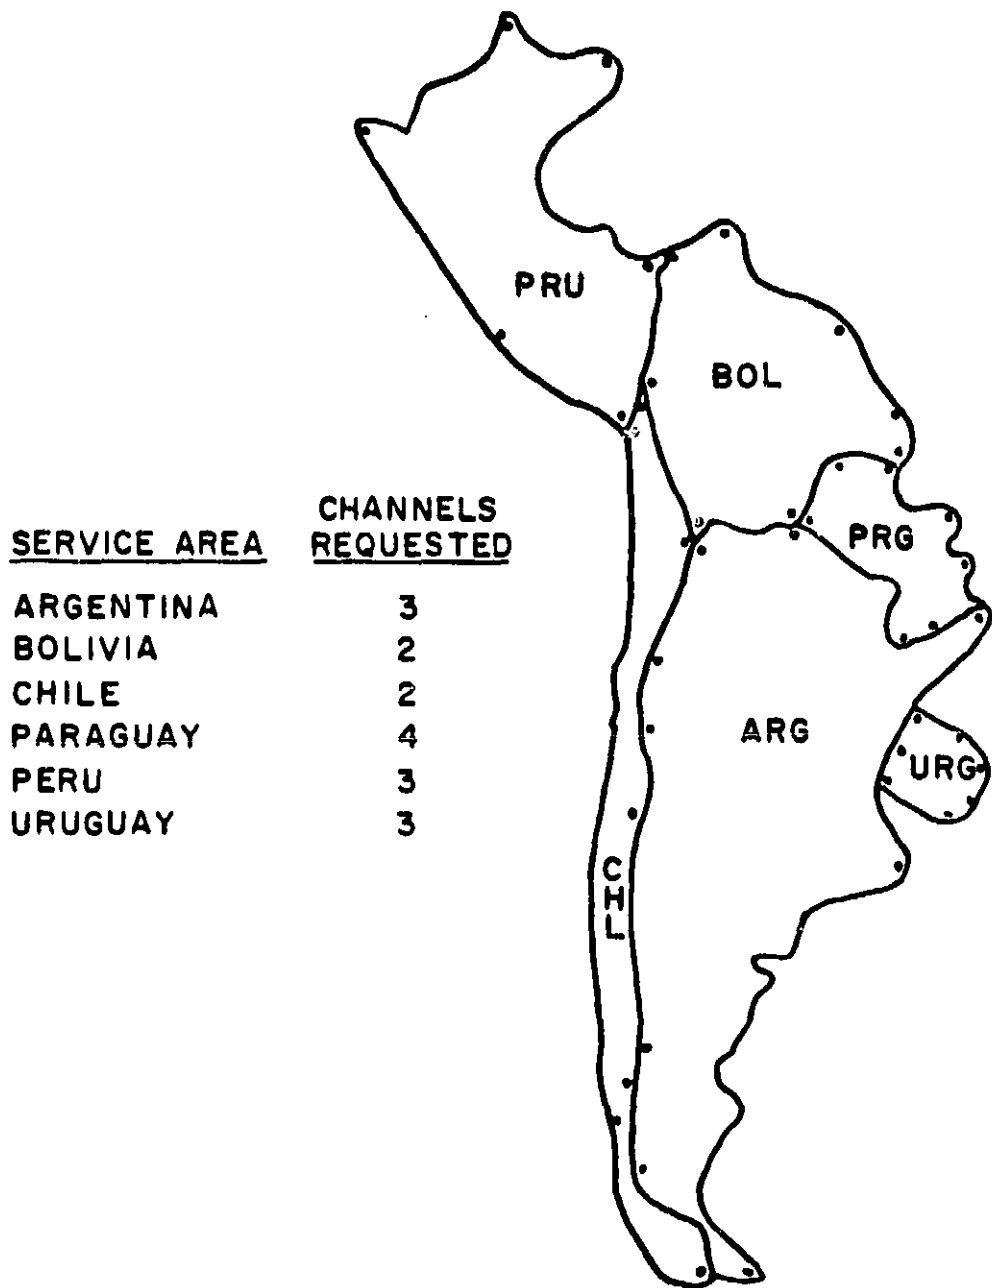 PRU
BOL
CHANNELS
SERVICE AREA REQUESTED
PRG
ARGENTINA 3
BOLIVIA 2
CHILE 2
PARAGUAY 4
PERU 3
URUGUAY 3
ARG
URG
CHL